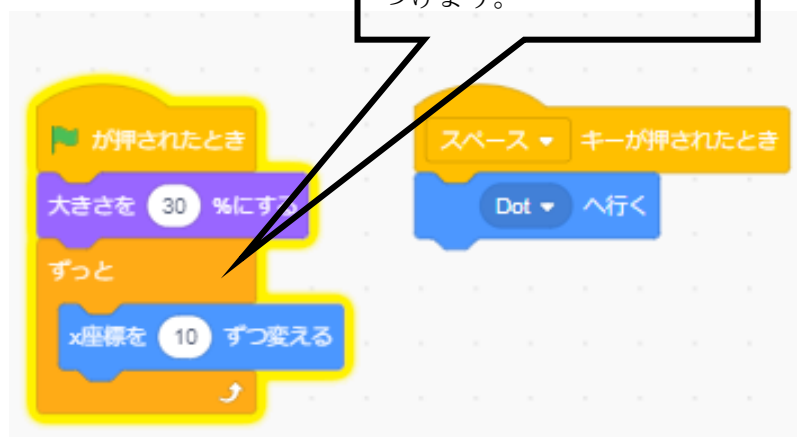 つけよう。
が押されたとき
大きさを 30 %にする
ずっと
x座標を 10 ずつ変える
スペース キーが押されたとき
Dot へ行く